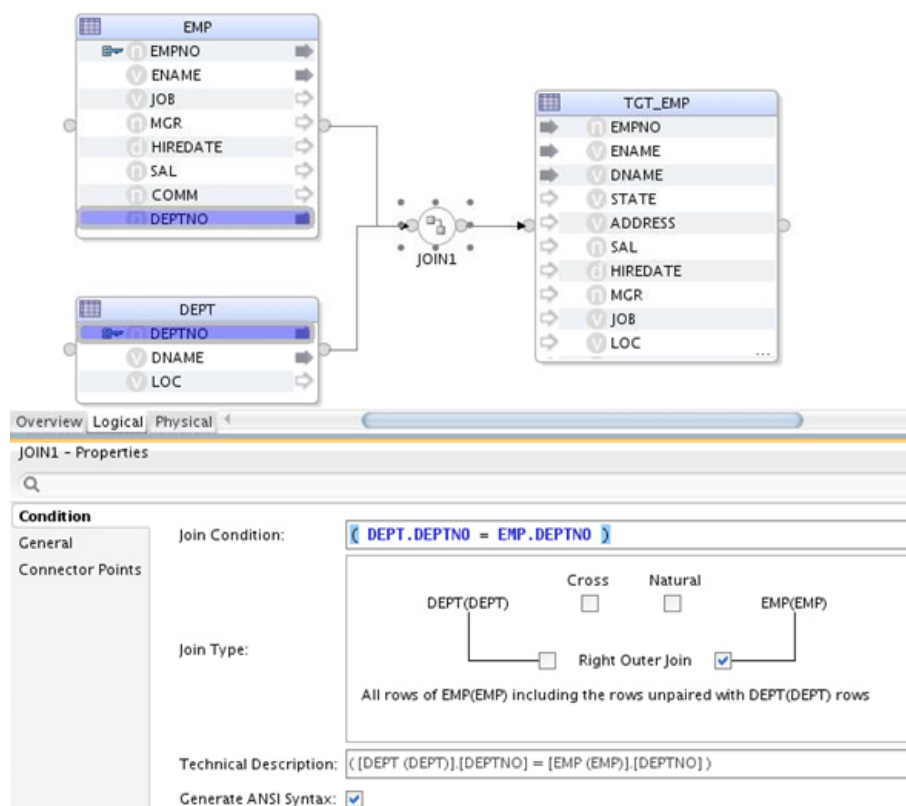 EMP
n EMPNO
v ENAME
v JOB
n MGR
d HIREDATE
n SAL
n COMM
n DEPTNO
DEPT
n DEPTNO
v DNAME
v LOC
JOIN1
TGT_EMP
n EMPNO
v ENAME
v DNAME
v STATE
v ADDRESS
n SAL
d HIREDATE
n MGR
v JOB
v LOC
...
Overview Logical Physical
JOIN1 - Properties
Condition
General
Connector Points
Join Condition: ( DEPT.DEPTNO = EMP.DEPTNO )
Cross Natural
DEPT(DEPT) EMP(EMP)
Join Type: Right Outer Join
All rows of EMP(EMP) including the rows unpaired with DEPT(DEPT) rows
Technical Description: ( [DEPT (DEPT)].[DEPTNO] = [EMP (EMP)].[DEPTNO] )
Generate ANSI Syntax: